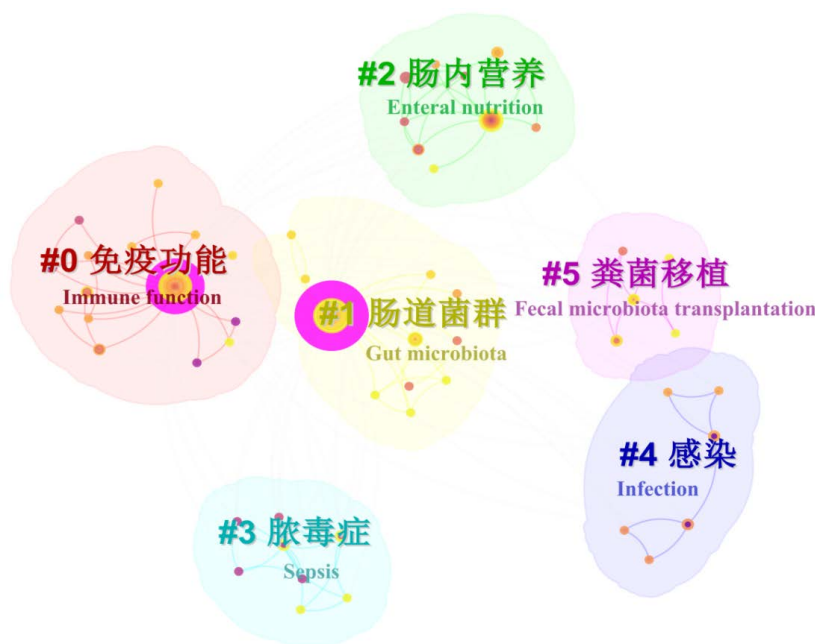 #2 肠内营养
Enteral nutrition
#0 免疫功能
Immune function
#1 肠道菌群
Gut microbiota
#5 粪菌移植
Fecal microbiota transplantation
#4 感染
Infection
#3 脓毒症
Sepsis